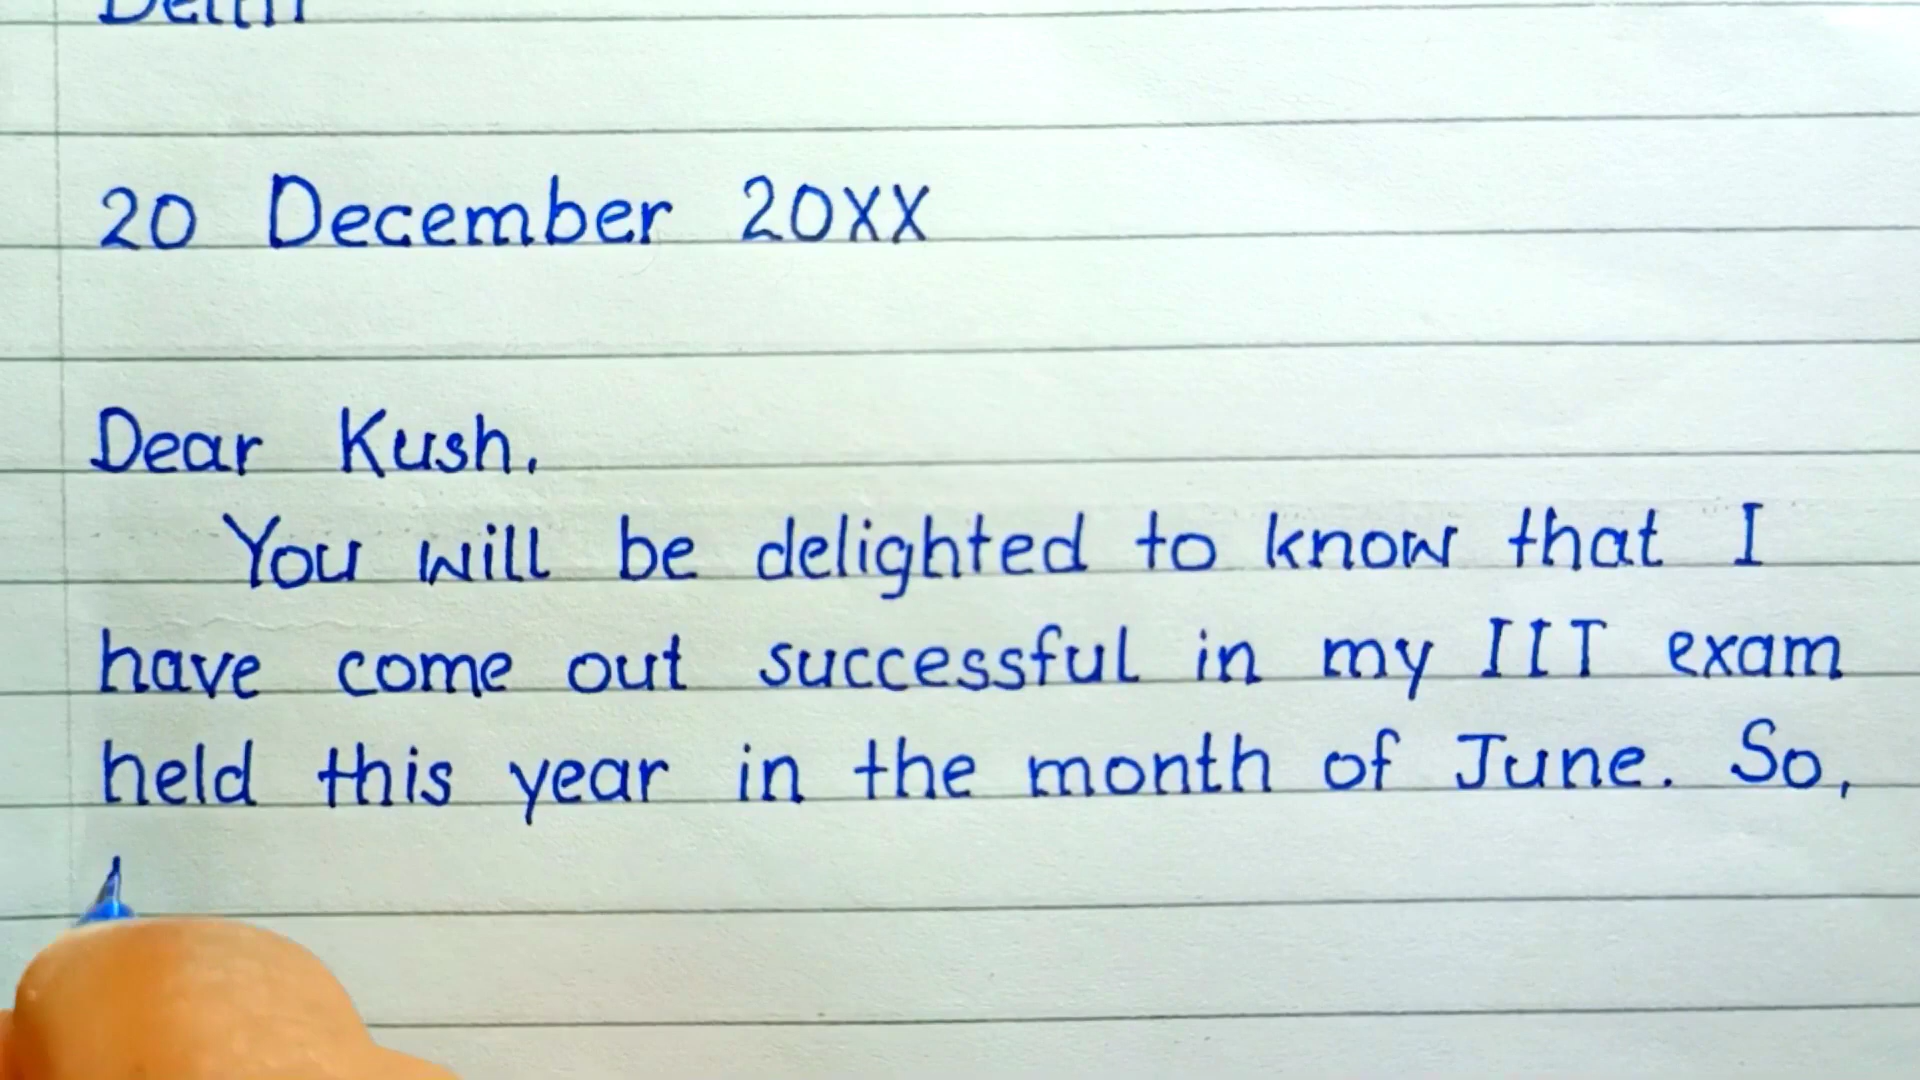 Delhi
20 December 20XX
Dear Kush,
You will be delighted to know that I
have come out successful in my IIT exam
held this year in the month of June. So,